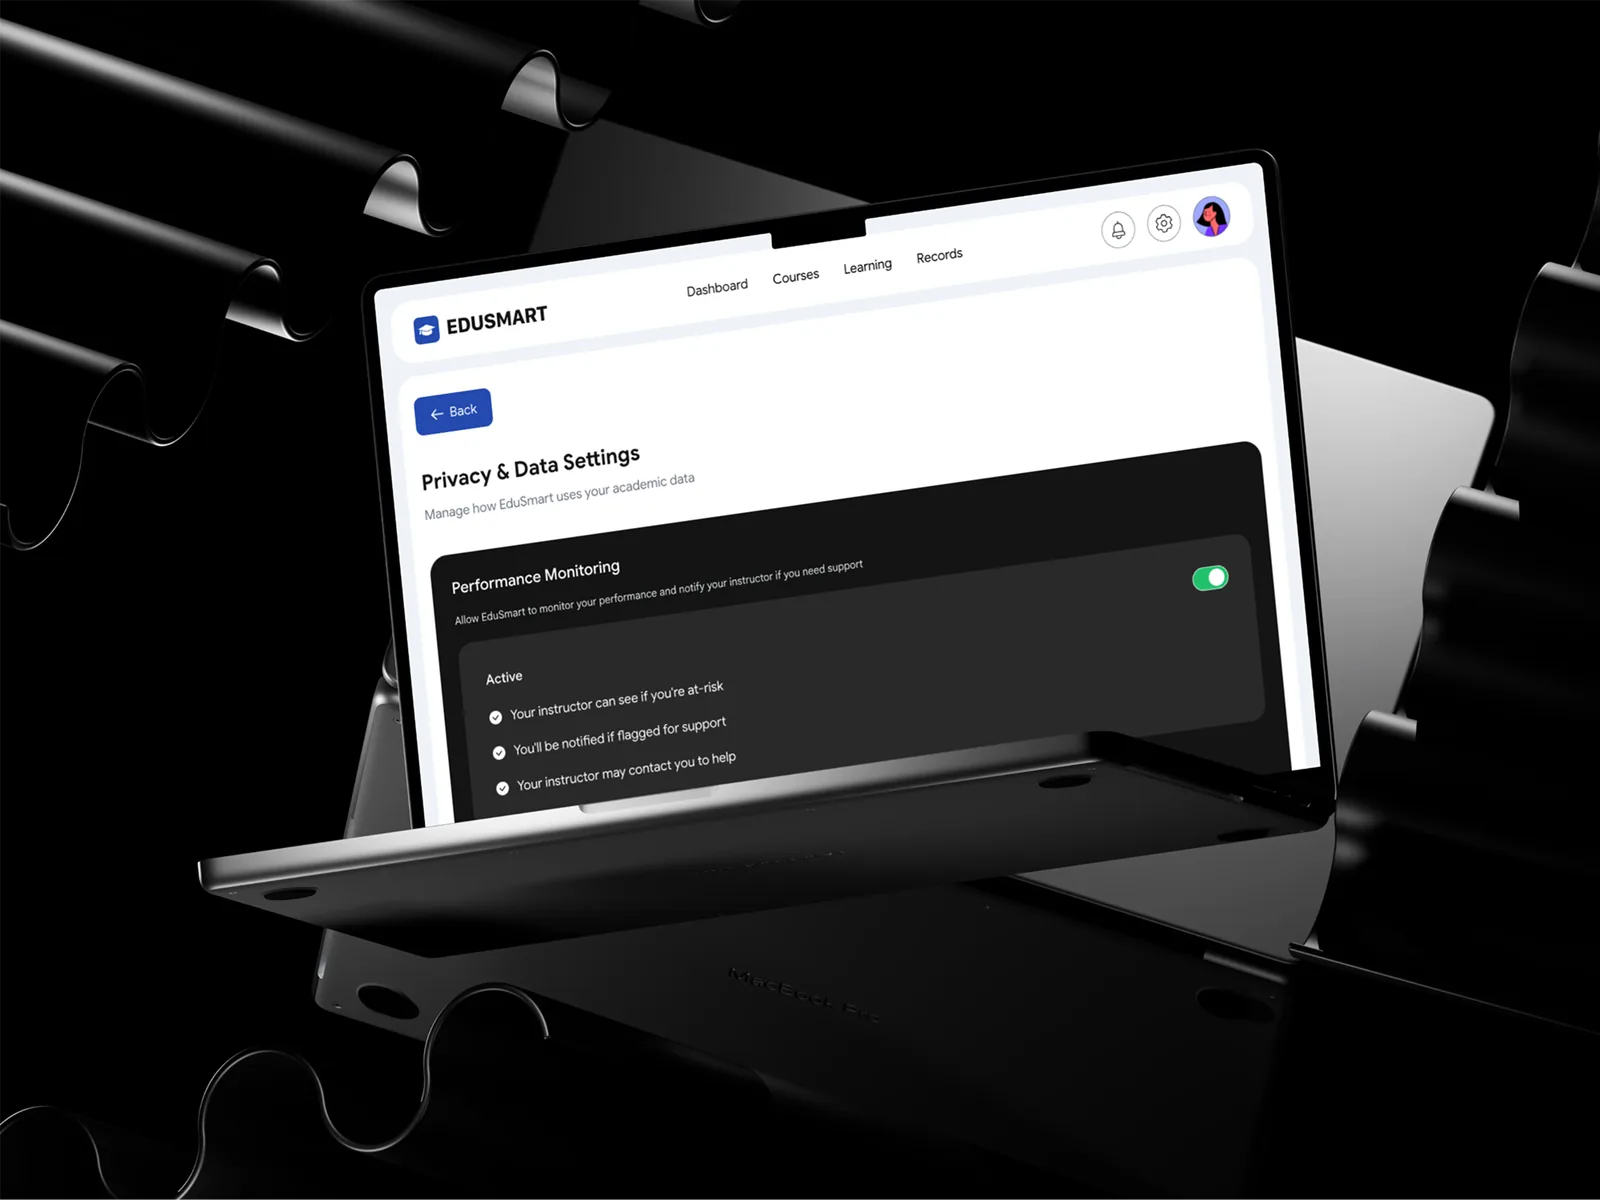 EDUSMART
Dashboard
Courses
Learning
Records
Back
Privacy & Data Settings
Manage how EduSmart uses your academic data
Performance Monitoring
Allow EduSmart to monitor your performance and notify your instructor if you need support
Active
Your instructor can see if you're at-risk
You'll be notified if flagged for support
Your instructor may contact you to help
MacBook Pro